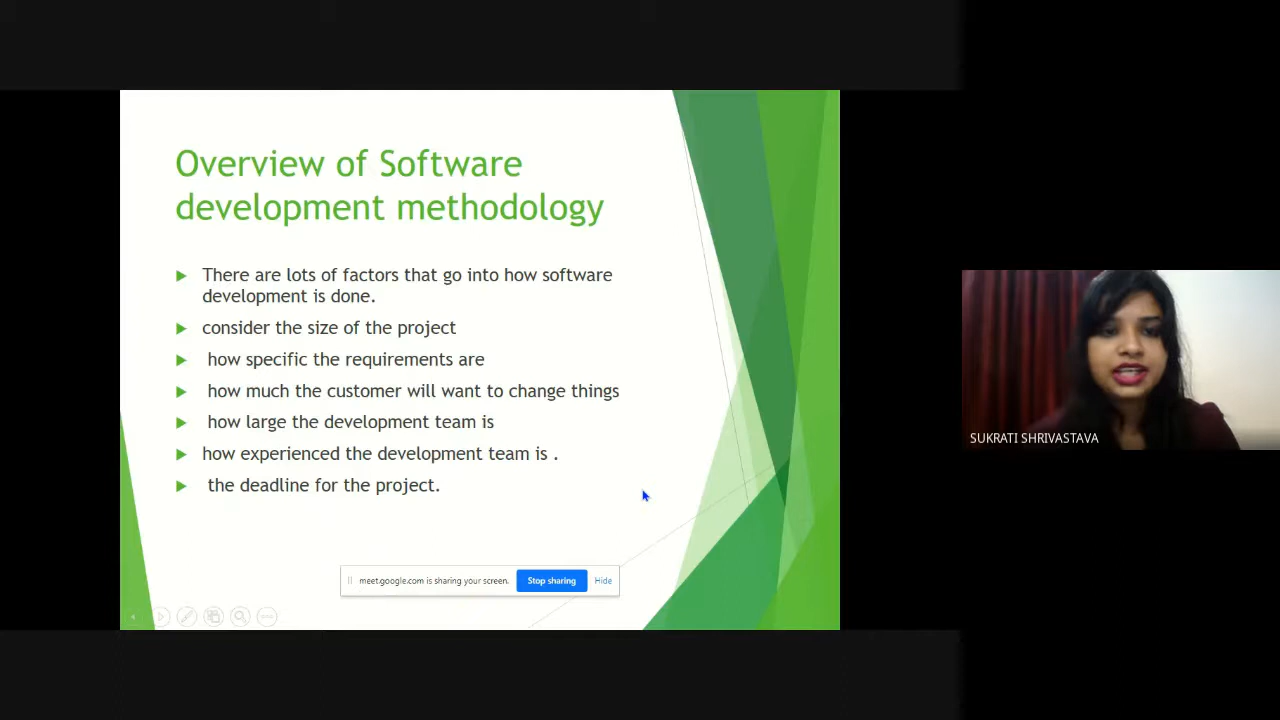 Overview of Software
development methodology
There are lots of factors that go into how software
development is done.
consider the size of the project
how specific the requirements are
how much the customer will want to change things
how large the development team is
how experienced the development team is .
the deadline for the project.
meet.google.com is sharing your screen. Stop sharing Hide
SUKRATI SHRIVASTAVA